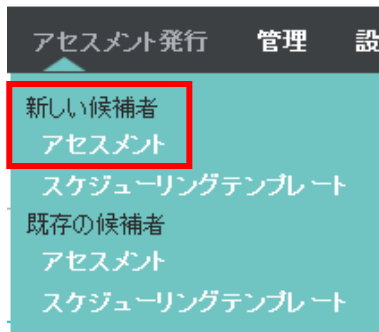 アセスメント発行 管理 設
新しい候補者
アセスメント
スケジューリングテンプレート
既存の候補者
アセスメント
スケジューリングテンプレート